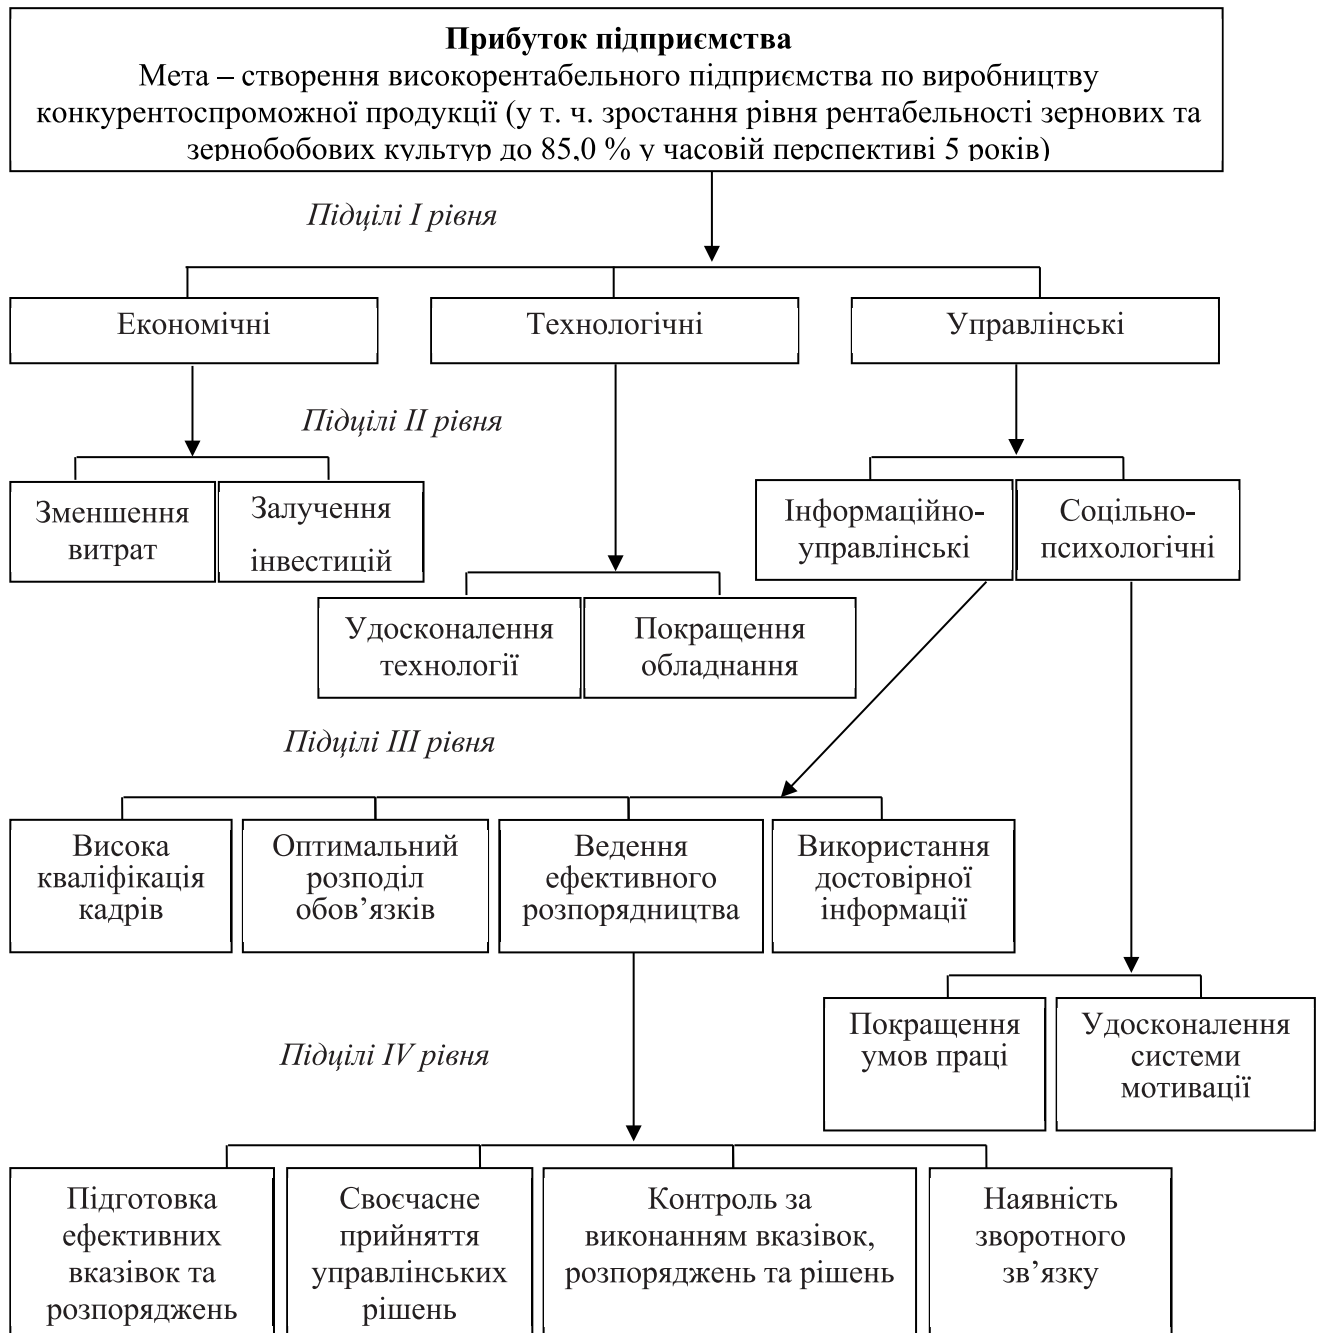 Прибуток підприємства
Мета – створення високорентабельного підприємства по виробництву
конкурентоспроможної продукції (у т. ч. зростання рівня рентабельності зернових та
зернобобових культур до 85,0 % у часовій перспективі 5 років)
Підцілі I рівня
Економічні
Технологічні
Управлінські
Підцілі II рівня
Зменшення
витрат
Залучення
інвестицій
Інформаційно-
управлінські
Соцільно-
психологічні
Удосконалення
технології
Покращення
обладнання
Підцілі III рівня
Висока
кваліфікація
кадрів
Оптимальний
розподіл
обов’язків
Ведення
ефективного
розпорядництва
Використання
достовірної
інформації
Покращення
умов праці
Удосконалення
системи
мотивації
Підцілі IV рівня
Підготовка
ефективних
вказівок та
розпоряджень
Своєчасне
прийняття
управлінських
рішень
Контроль за
виконанням вказівок,
розпоряджень та рішень
Наявність
зворотного
зв’язку